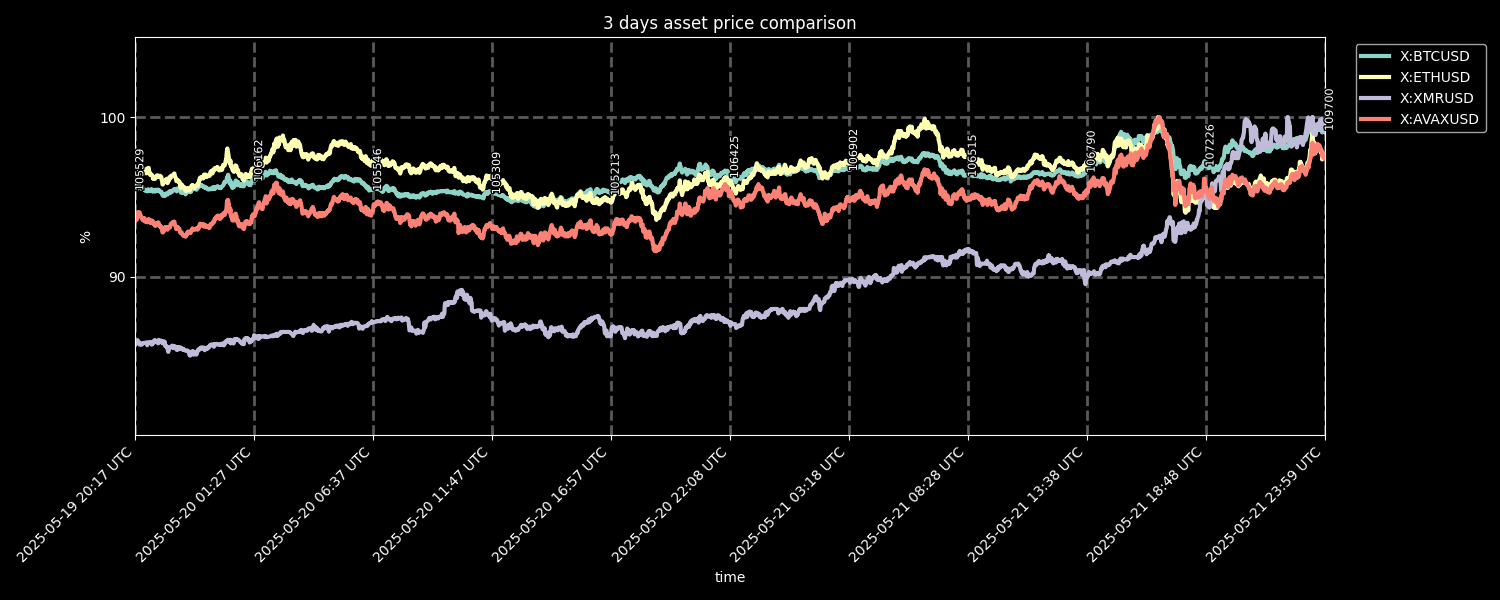 3 days asset price comparison
X:BTCUSD
X:ETHUSD
X:XMRUSD
X:AVAXUSD
%
100
90
105529
106162
105546
105309
105213
106425
106902
106515
106790
107226
109700
2025-05-19 20:17 UTC
2025-05-20 01:27 UTC
2025-05-20 06:37 UTC
2025-05-20 11:47 UTC
2025-05-20 16:57 UTC
2025-05-20 22:08 UTC
2025-05-21 03:18 UTC
2025-05-21 08:28 UTC
2025-05-21 13:38 UTC
2025-05-21 18:48 UTC
2025-05-21 23:59 UTC
time